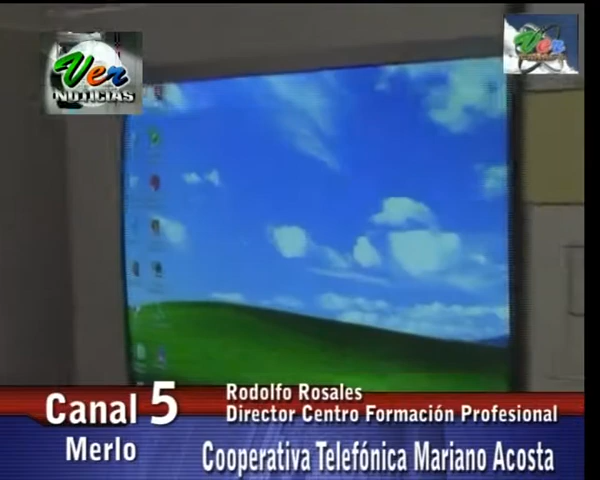 Ver
NOTICIAS
Ver
Canal 5
Merlo
Rodolfo Rosales
Director Centro Formación Profesional
Cooperativa Telefónica Mariano Acosta